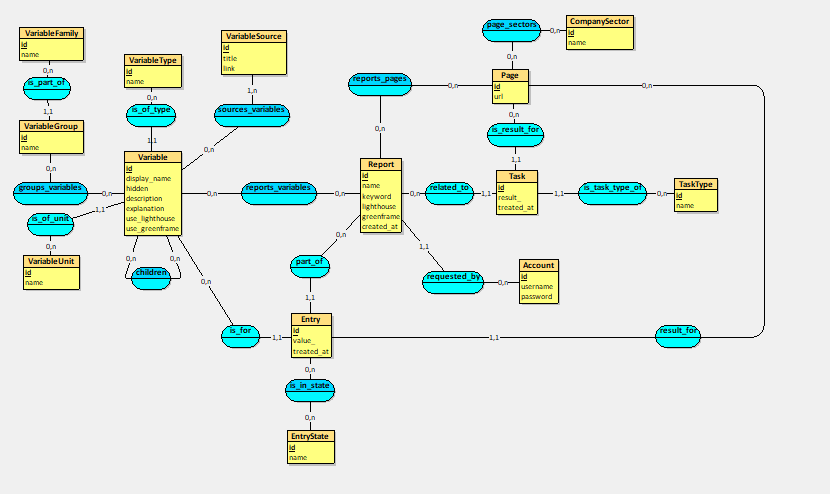 page_sectors
0,n
CompanySector
id
name
0,n
VariableFamily
id
name
0,n
is_part_of
1,1
VariableGroup
id
name
0,n
VariableType
id
name
0,n
is_of_type
1,1
VariableSource
id
title
link
1,n
sources_variables
0,n
reports_pages
0,n
0,n
Page
id
url
0,n
0,n
is_result_for
1,1
Task
id
result_
treated_at
1,1
is_task_type_of
0,n
TaskType
id
name
Variable
id
display_name
hidden
description
explanation
use_lighthouse
use_greenframe
groups_variables
0,n
is_of_unit
1,1
0,n
VariableUnit
id
name
0,n
reports_variables
0,n
Report
id
name
keyword
lighthouse
greenframe
created_at
0,n
related_to
1,1
0,n
0,n
children
0,n
0,n
part_of
1,1
1,1
requested_by
0,n
Account
id
username
password
is_for
1,1
Entry
id
value_
treated_at
1,1
result_for
0,n
is_in_state
0,n
EntryState
id
name